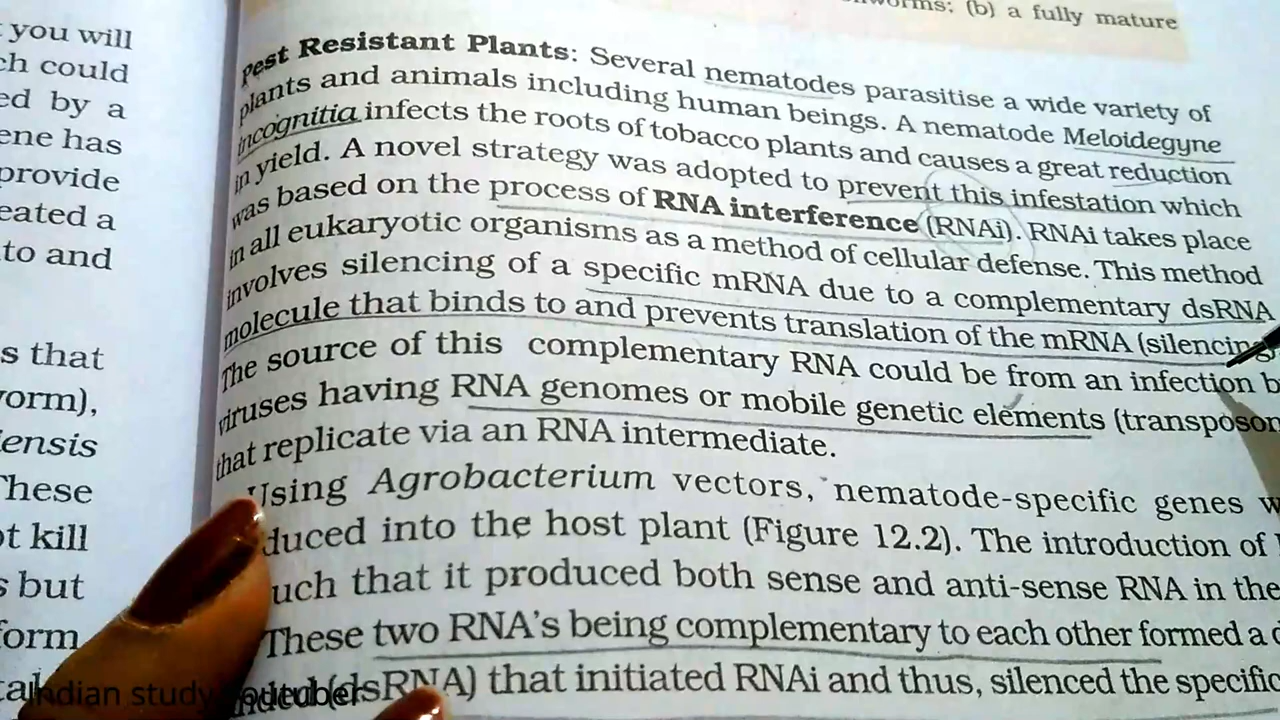 worms: (b) a fully mature
you will
ch could
ed by a
ene has
provide
eated a
to and
s that
orm),
iensis
These
ot kill
s but
form
Pest Resistant Plants: Several nematodes parasitise a wide variety of
plants and animals including human beings. A nematode Meloidegyne
incognitia infects the roots of tobacco plants and causes a great reduction
in yield. A novel strategy was adopted to prevent this infestation which
was based on the process of RNA interference (RNAi). RNAi takes place
in all eukaryotic organisms as a method of cellular defense. This method
involves silencing of a specific mRNA due to a complementary dsRNA
molecule that binds to and prevents translation of the mRNA (silencing
The source of this complementary RNA could be from an infection b
viruses having RNA genomes or mobile genetic elements (transposon
that replicate via an RNA intermediate.
Using Agrobacterium vectors, nematode-specific genes w
duced into the host plant (Figure 12.2). The introduction of
uch that it produced both sense and anti-sense RNA in the
These two RNA's being complementary to each other formed a d
(dsRNA) that initiated RNAi and thus, silenced the specific
Indian study youtuber